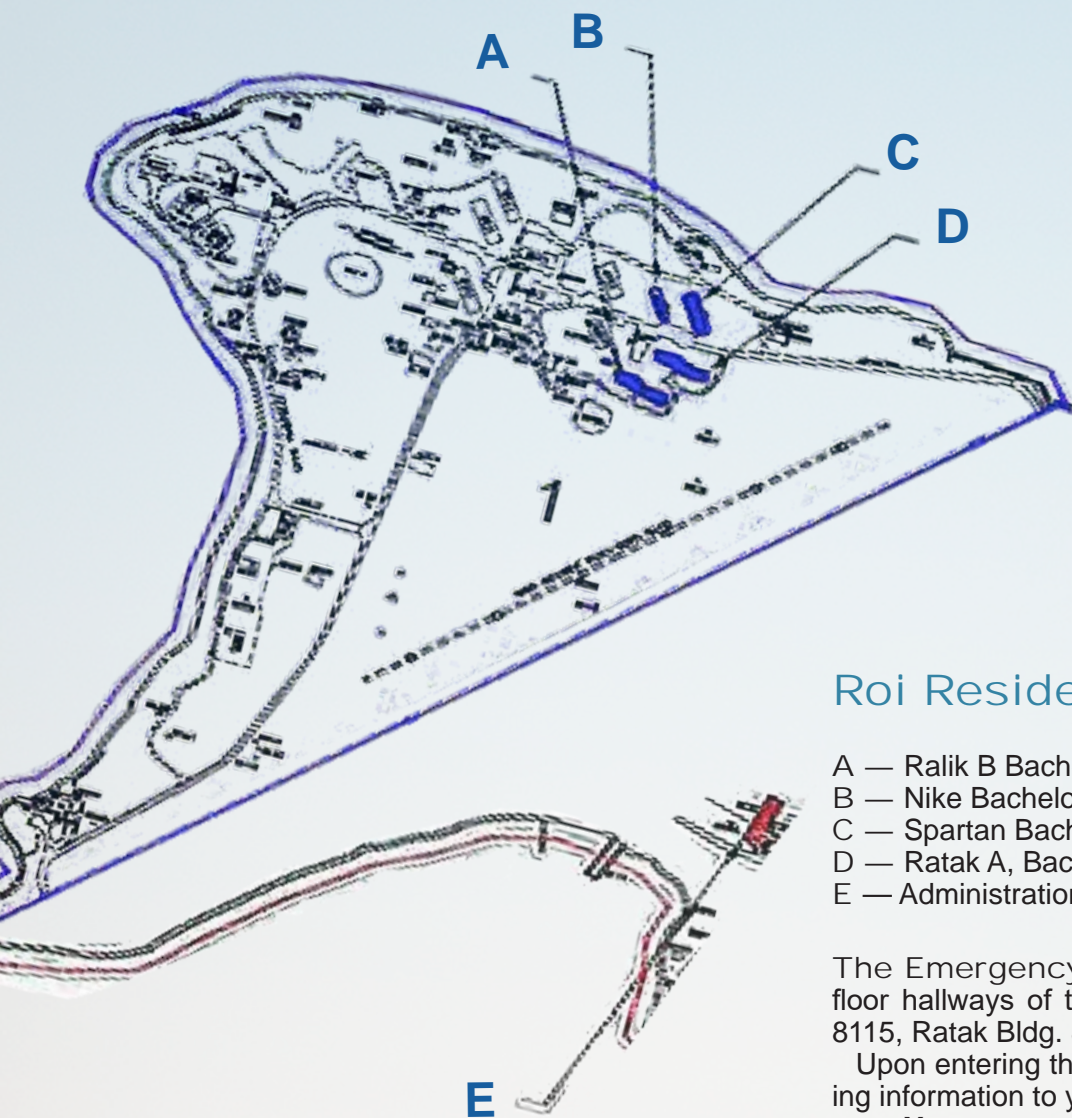 A
B
C
D
1
E
Roi Reside
A — Ralik B Bach
B — Nike Bachelo
C — Spartan Bach
D — Ratak A, Bac
E — Administration
The Emergency
floor hallways of t
8115, Ratak Bldg.
Upon entering th
ing information to y